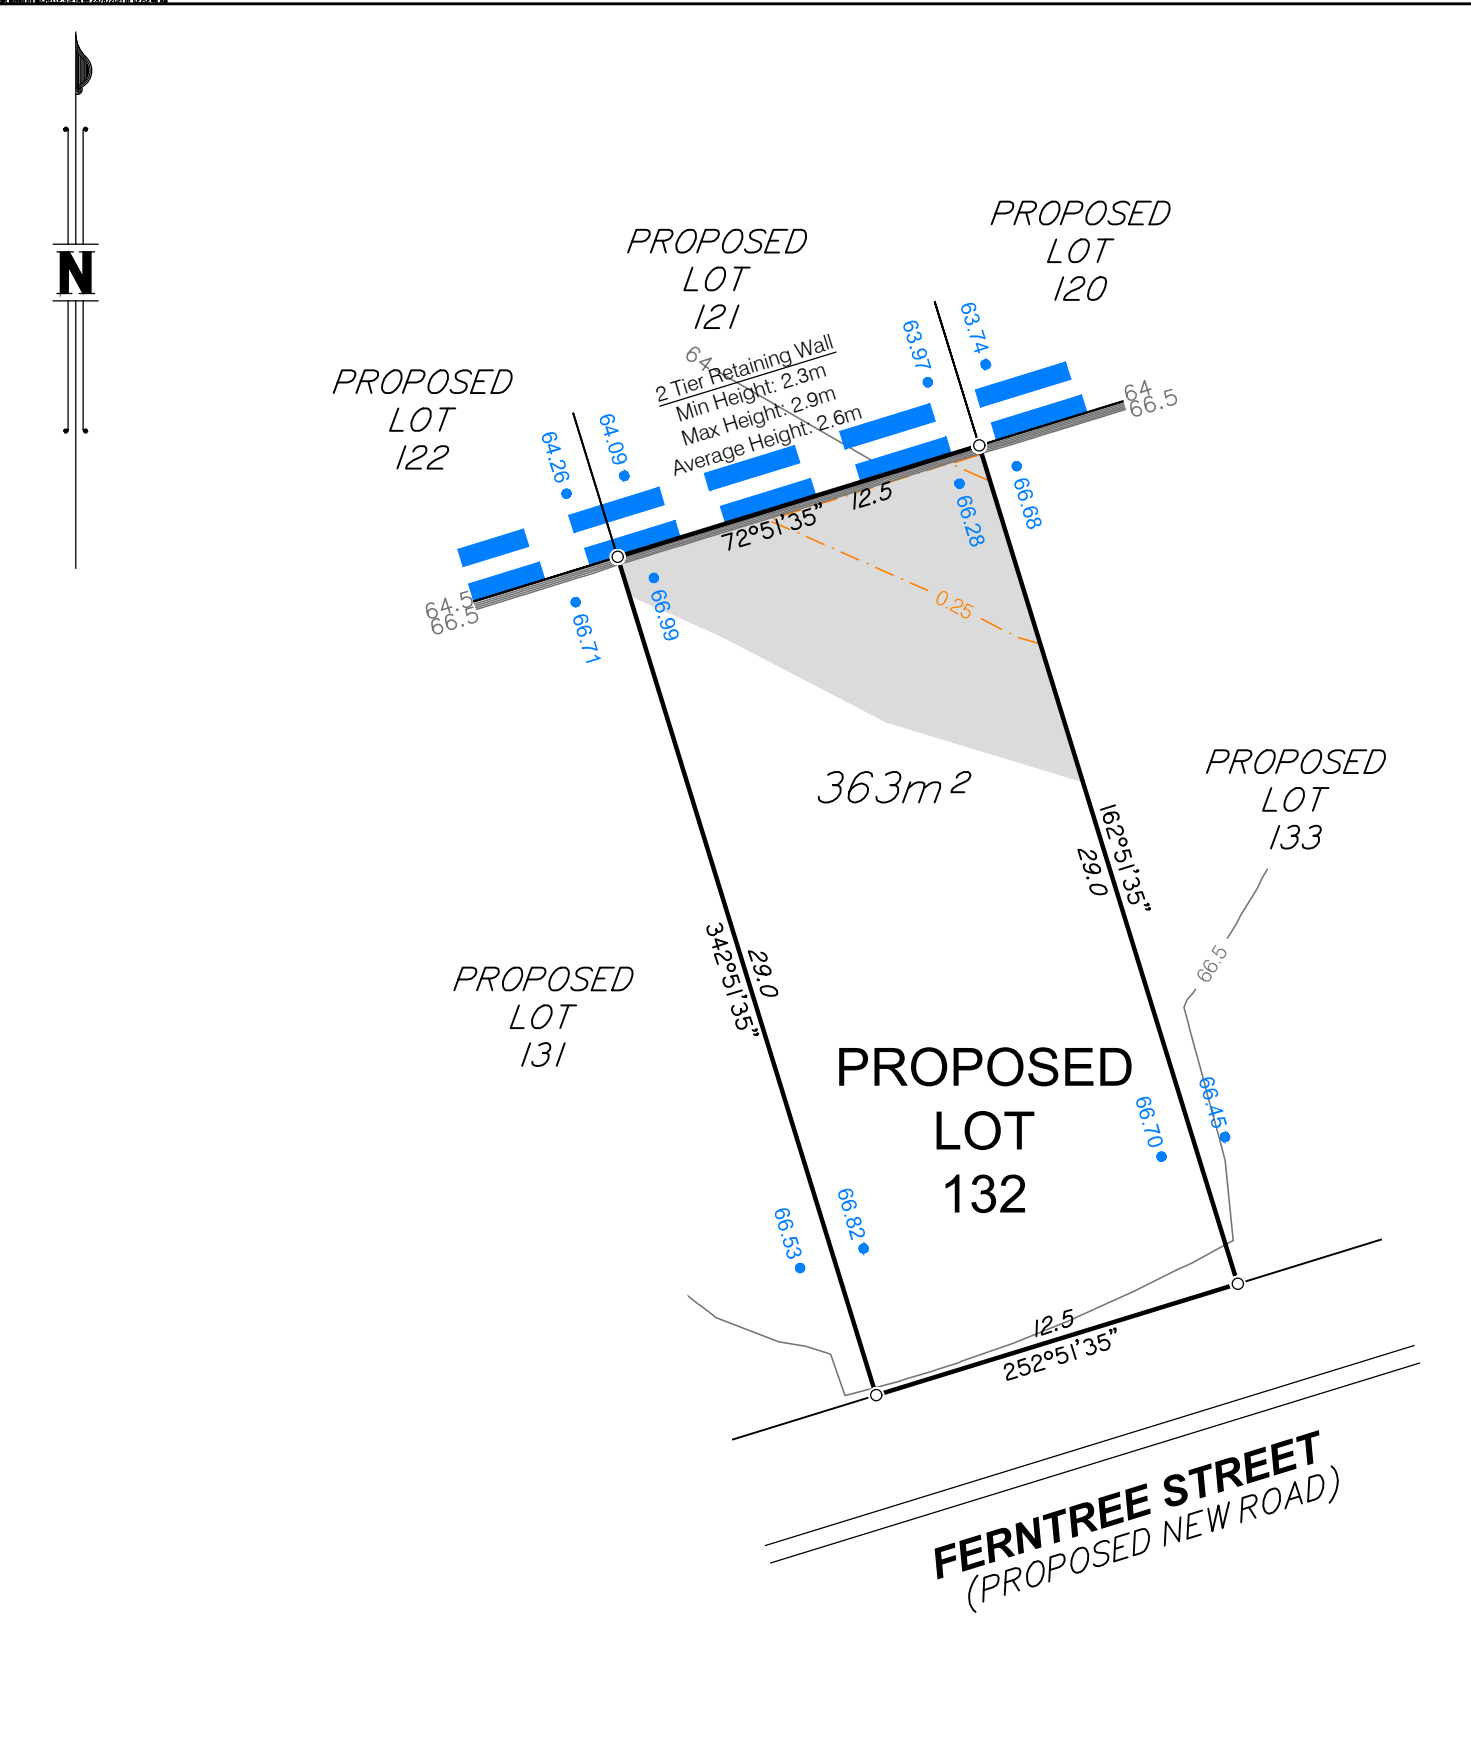 N
PROPOSED
LOT
120
PROPOSED
LOT
121
PROPOSED
LOT
122
2 Tier Retaining Wall
Min Height: 2.3m
Max Height: 2.9m
Average Height: 2.6m
64
63.97
63.74
64
66.5
64.26
64.09
64.5
66.5
12.5
72°51'35"
66.28
66.68
66.71
66.99
0.25
363m²
PROPOSED
LOT
133
162°51'35"
29.0
29.0
342°51'35"
66.5
PROPOSED
LOT
131
PROPOSED
LOT
132
66.70
66.45
66.53
66.82
12.5
252°51'35"
FERNTREE STREET
(PROPOSED NEW ROAD)